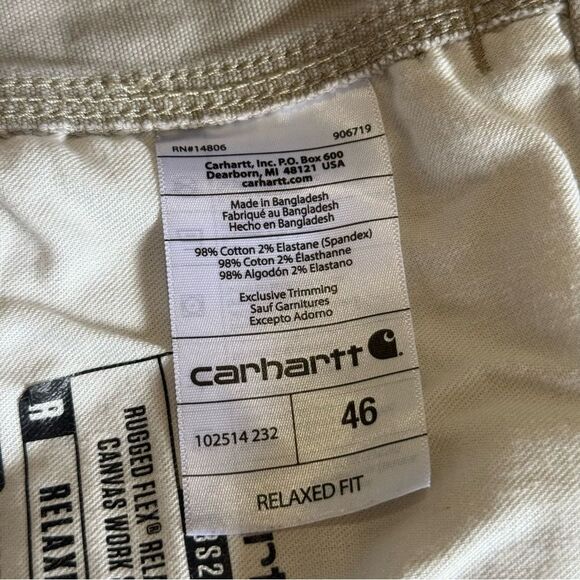 RN#14806 906719
Carhartt, Inc. P.O. Box 600
Dearborn, MI 48121 USA
carhartt.com
Made in Bangladesh
Fabriqué au Bangladesh
Hecho en Bangladesh
98% Cotton 2% Elastane (Spandex)
98% Coton 2% Élasthanne
98% Algodón 2% Elastano
Exclusive Trimming
Sauf Garnitures
Excepto Adorno
carhartt
102514 232 46
RELAXED FIT
R
RELAX
RUGGED FLEX® REL
CANVAS WORK